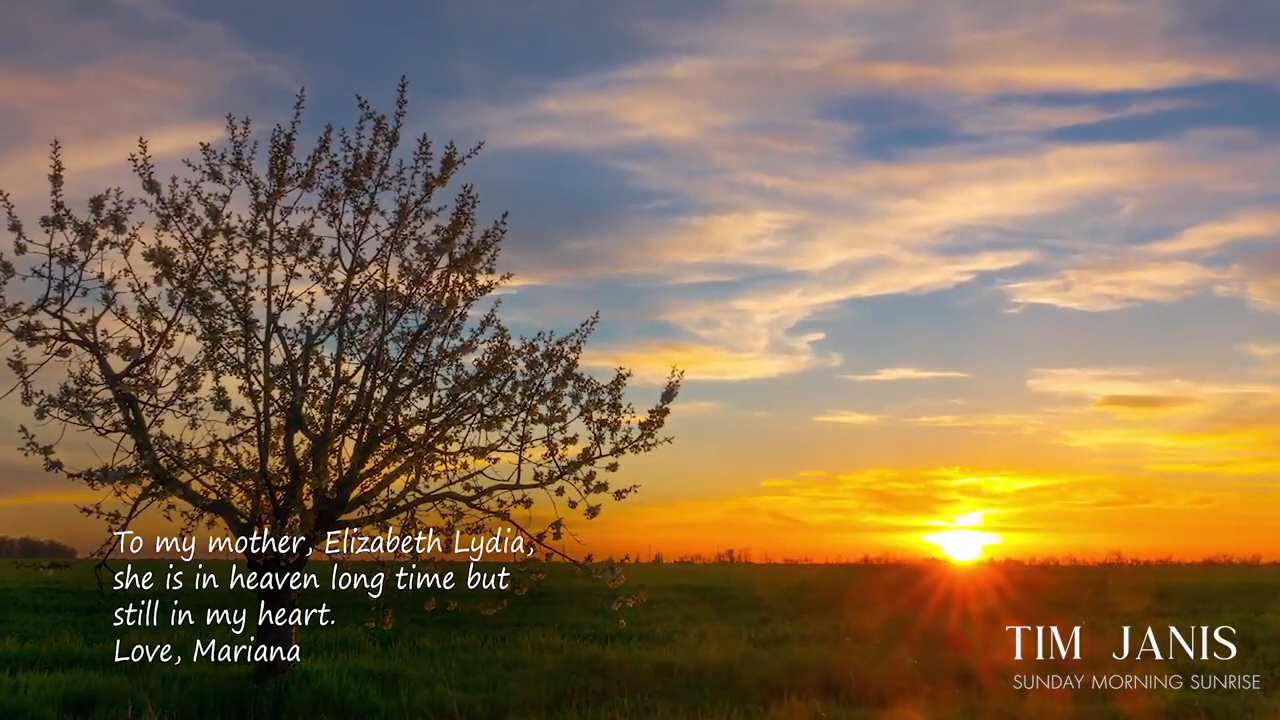 To my mother, Elizabeth Lydia,
she is in heaven long time but
still in my heart.
Love, Mariana
TIM JANIS
SUNDAY MORNING SUNRISE